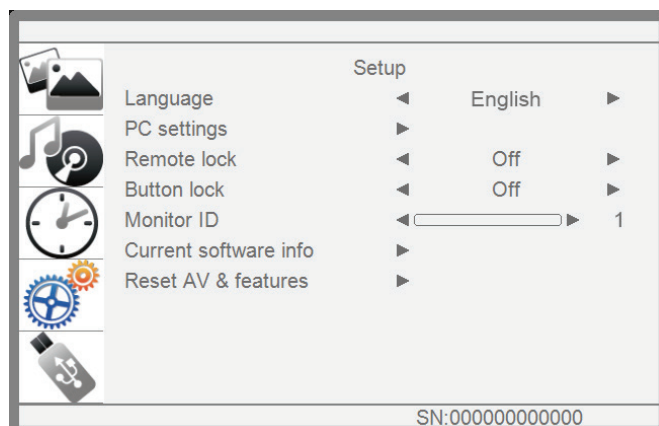 Setup
Language English
PC settings
Remote lock Off
Button lock Off
Monitor ID 1
Current software info
Reset AV & features
SN:000000000000